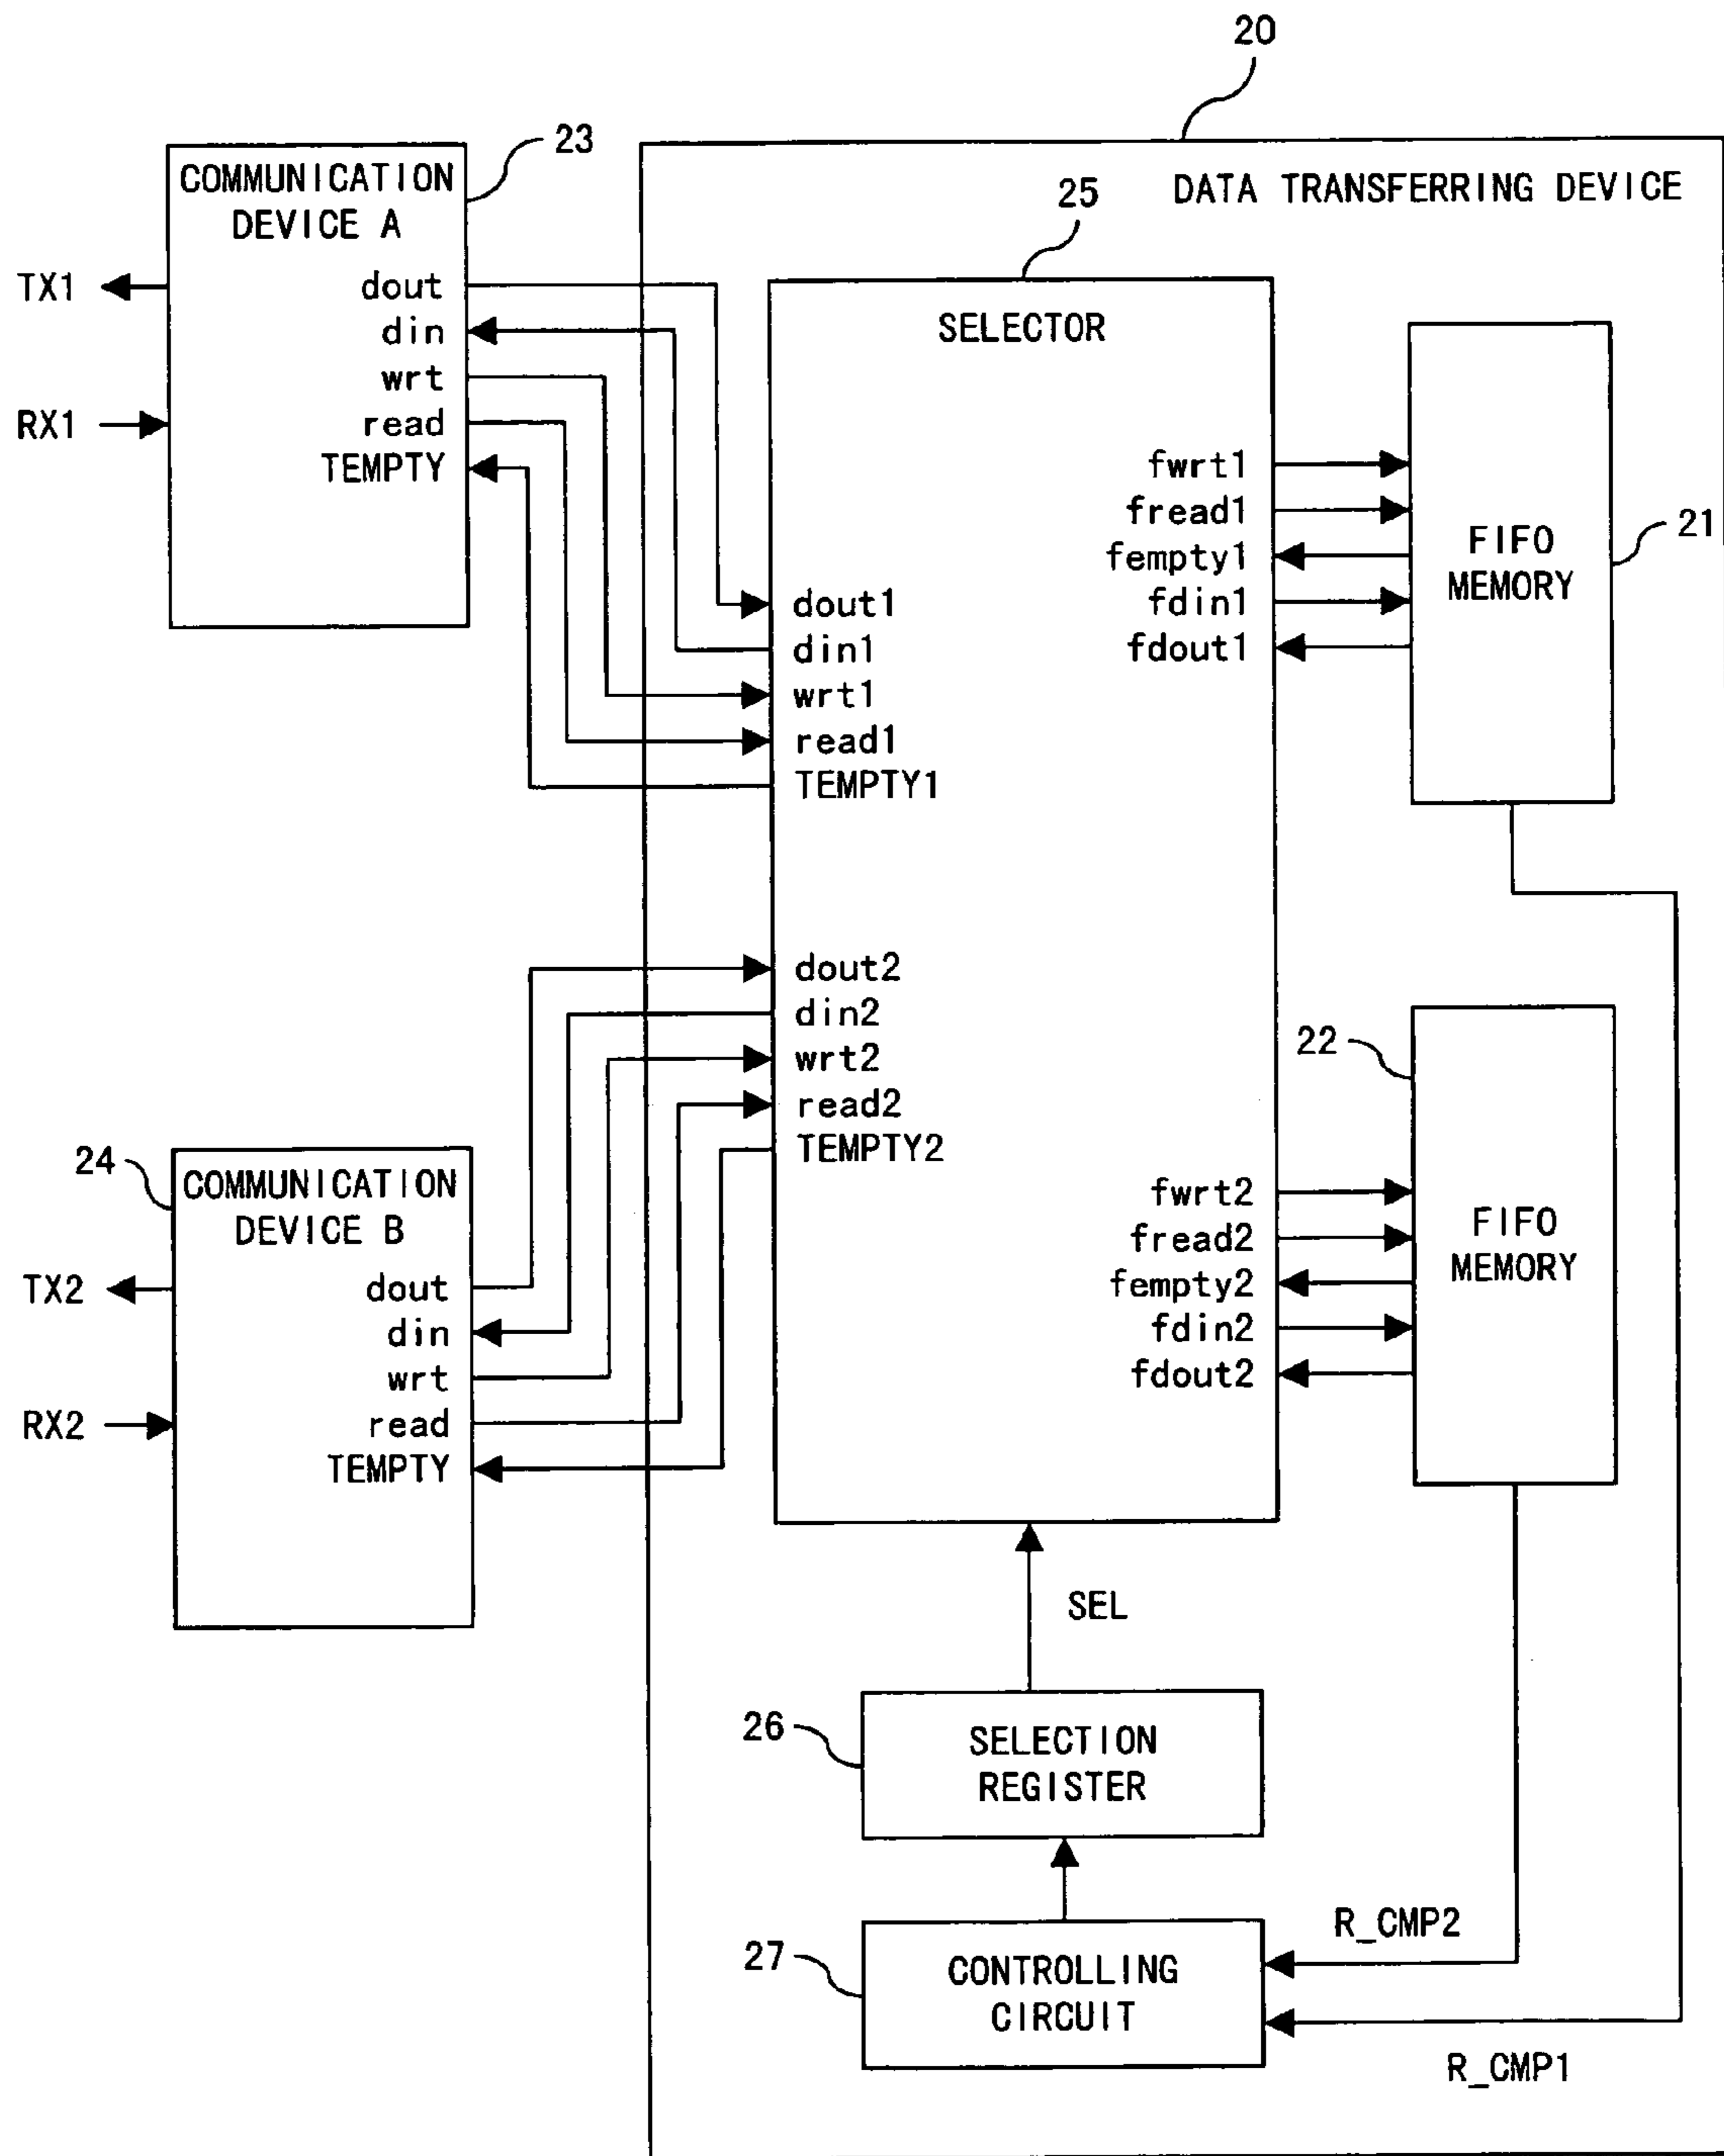 20
DATA TRANSFERRING DEVICE
23
COMMUNICATION
DEVICE A
dout
din
wrt
read
TEMPTY
TX1
RX1
25
SELECTOR
dout1
din1
wrt1
read1
TEMPTY1
fwrt1
fread1
fempty1
fdin1
fdout1
FIFO
MEMORY
21
dout2
din2
wrt2
read2
TEMPTY2
24
COMMUNICATION
DEVICE B
dout
din
wrt
read
TEMPTY
TX2
RX2
fwrt2
fread2
fempty2
fdin2
fdout2
22
FIFO
MEMORY
SEL
26
SELECTION
REGISTER
27
CONTROLLING
CIRCUIT
R_CMP2
R_CMP1